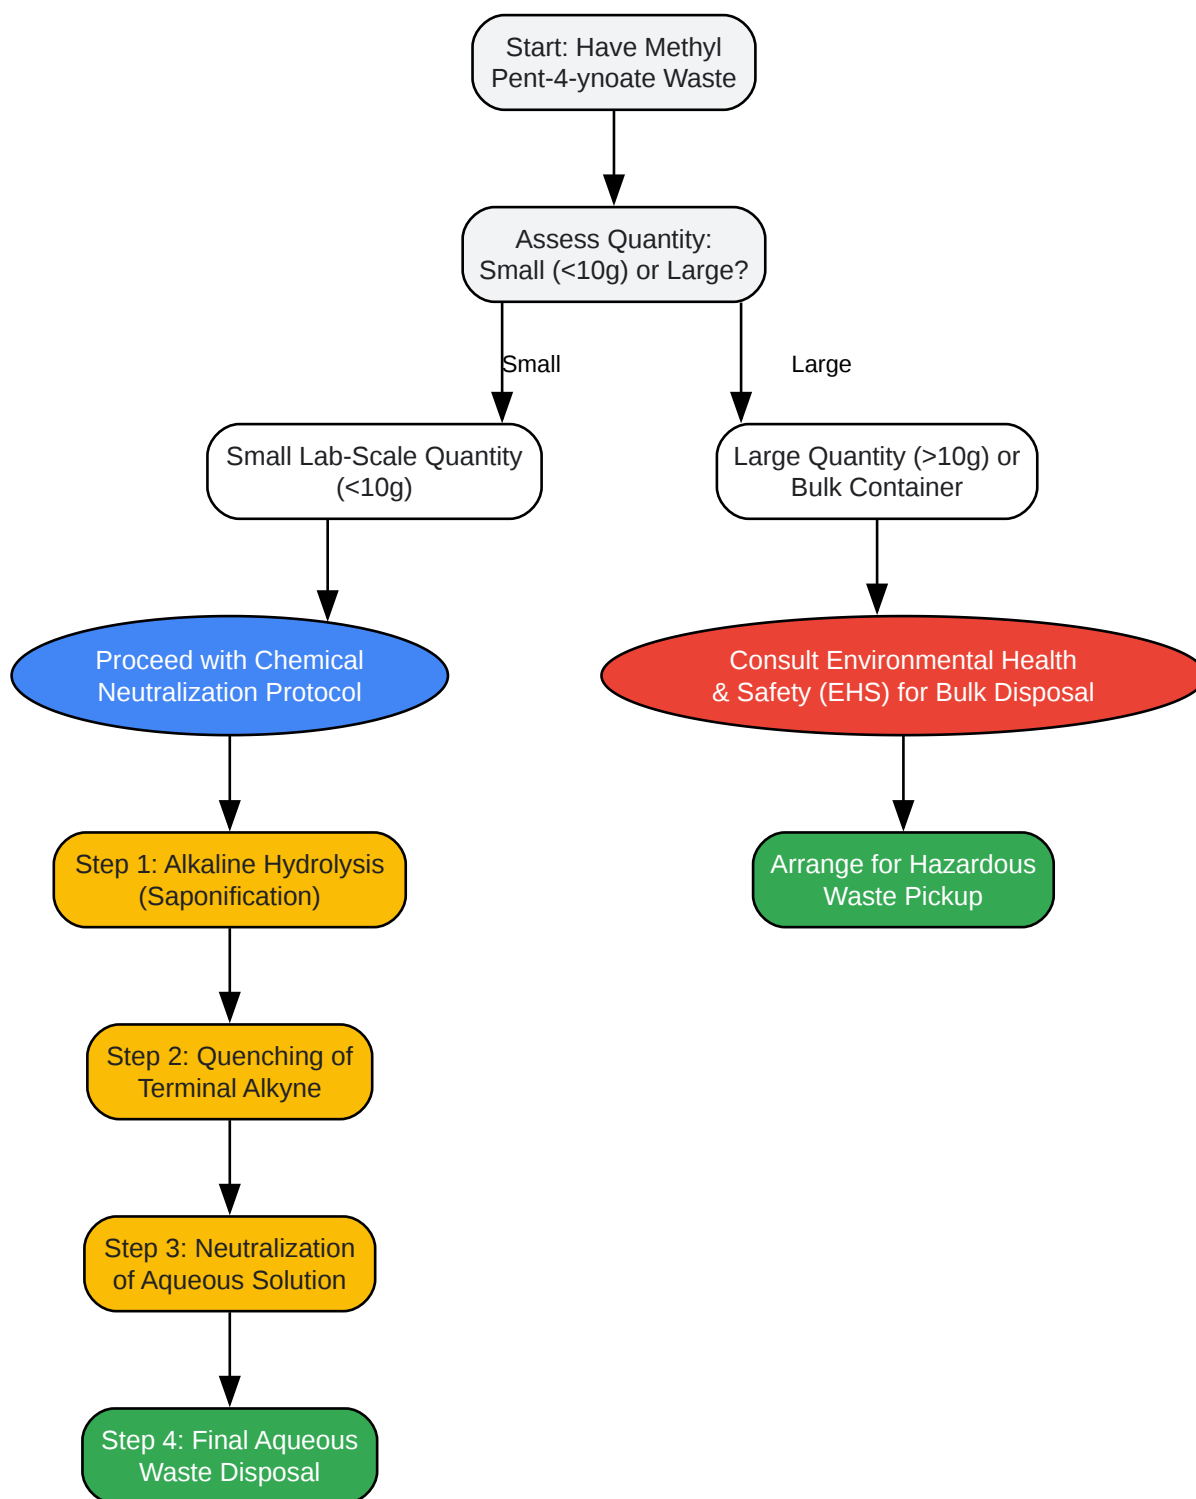 Start: Have Methyl
Pent-4-ynoate Waste
Assess Quantity:
Small (<10g) or Large?
Small
Large
Small Lab-Scale Quantity
(<10g)
Large Quantity (>10g) or
Bulk Container
Proceed with Chemical
Neutralization Protocol
Consult Environmental Health
& Safety (EHS) for Bulk Disposal
Step 1: Alkaline Hydrolysis
(Saponification)
Arrange for Hazardous
Waste Pickup
Step 2: Quenching of
Terminal Alkyne
Step 3: Neutralization
of Aqueous Solution
Step 4: Final Aqueous
Waste Disposal